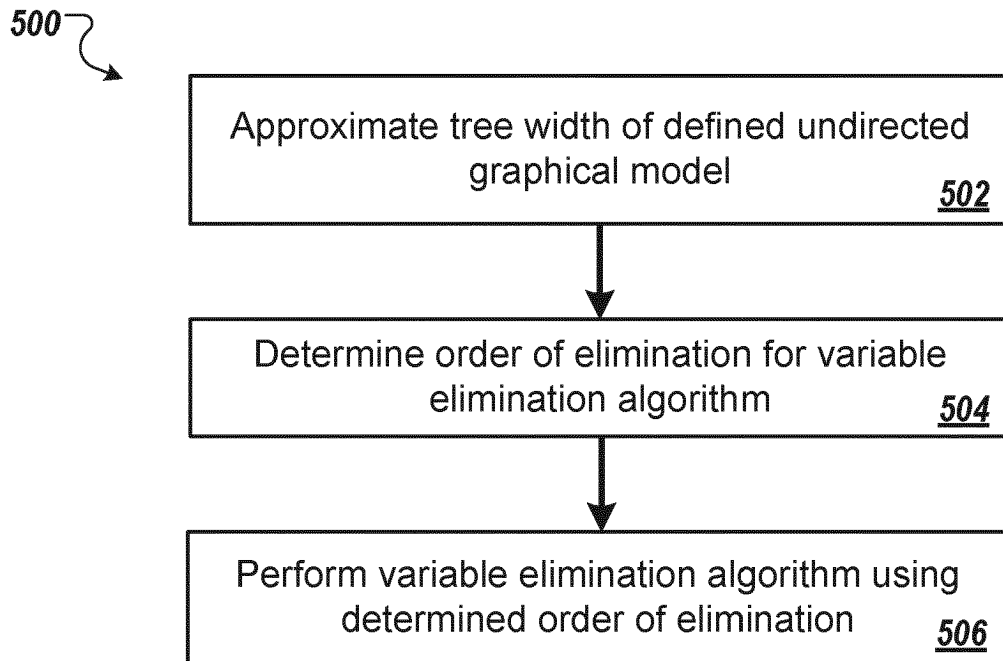 500
Approximate tree width of defined undirected
graphical model
502
Determine order of elimination for variable
elimination algorithm
504
Perform variable elimination algorithm using
determined order of elimination
506